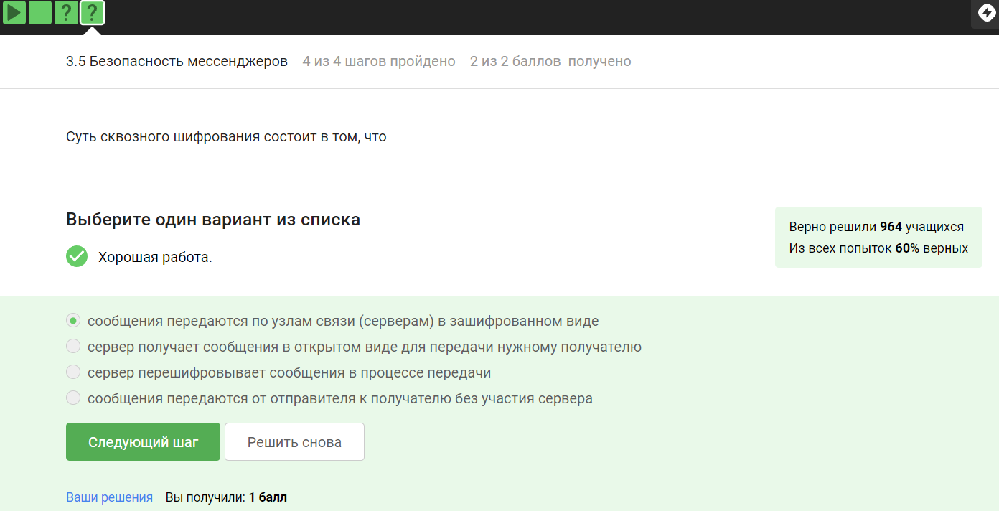 ? ?
3.5 Безопасность мессенджеров 4 из 4 шагов пройдено 2 из 2 баллов получено
Суть сквозного шифрования состоит в том, что
Выберите один вариант из списка
Хорошая работа.
Верно решили 964 учащихся
Из всех попыток 60% верных
сообщения передаются по узлам связи (серверам) в зашифрованном виде
сервер получает сообщения в открытом виде для передачи нужному получателю
сервер перешифровывает сообщения в процессе передачи
сообщения передаются от отправителя к получателю без участия сервера
Следующий шаг Решить снова
Ваши решения Вы получили: 1 балл